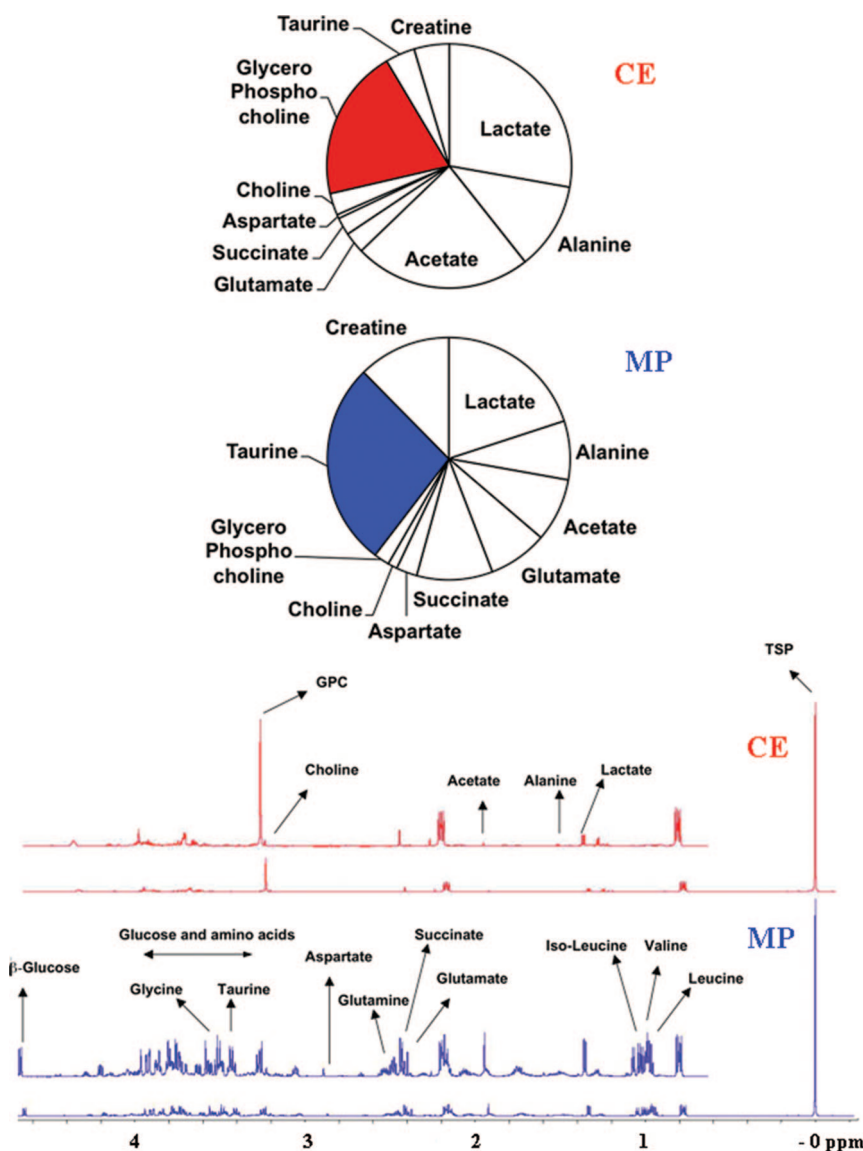 Taurine
Creatine
CE
Glycero
Phospho
choline
Lactate
Choline
Aspartate
Succinate
Glutamate
Acetate
Alanine
Creatine
MP
Lactate
Taurine
Alanine
Acetate
Glycero
Phospho
choline
Glutamate
Choline
Succinate
Aspartate
TSP
GPC
CE
Choline
Acetate
Alanine
Lactate
MP
Glucose and amino acids
Succinate
Iso-Leucine
Valine
β-Glucose
Aspartate
Glycine
Taurine
Glutamine
Glutamate
Leucine
4 3 2 1 - 0 ppm